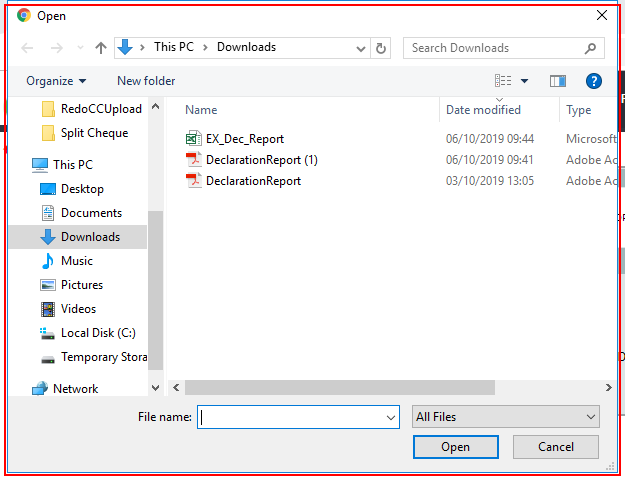 Open
This PC > Downloads
Search Downloads
Organize
New folder
Name
Date modified
Type
RedoCCUpload
Split Cheque
This PC
Desktop
Documents
Downloads
Music
Pictures
Videos
Local Disk (C:)
Temporary Stora
Network
EX_Dec_Report 06/10/2019 09:44 Microsoft
DeclarationReport (1) 06/10/2019 09:41 Adobe Ac
DeclarationReport 03/10/2019 13:05 Adobe Ac
File name:
All Files
Open
Cancel